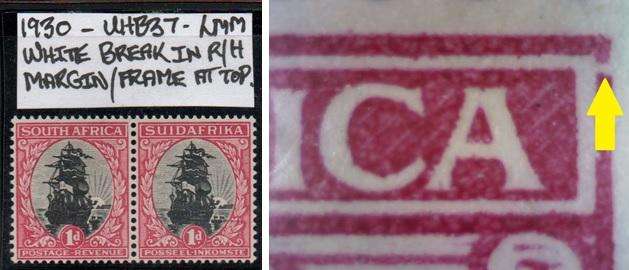 1930 - UHB37 - LMM
WHITE BREAK IN R/H
MARGIN/FRAME AT TOP.
SOUTH AFRICA SUIDAFRIKA
1d 1d
POSTAGE-REVENUE POSSEEL-INKOMSTE
ICA